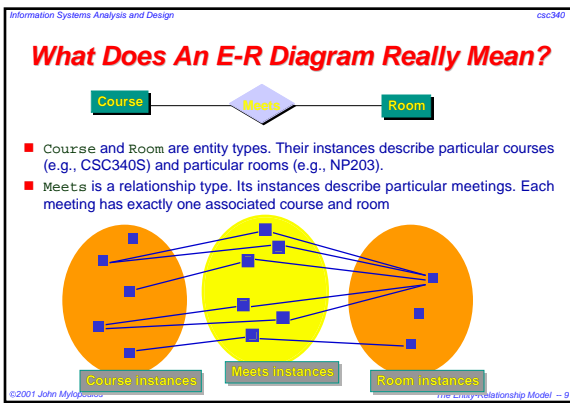 Information Systems Analysis and Design csc340
What Does An E-R Diagram Really Mean?
Course Meets Room
Course and Room are entity types. Their instances describe particular courses
(e.g., CSC340S) and particular rooms (e.g., NP203).
Meets is a relationship type. Its instances describe particular meetings. Each
meeting has exactly one associated course and room
Course instances Meets instances Room instances
©2001 John Mylopoulos The Entity-Relationship Model -- 9